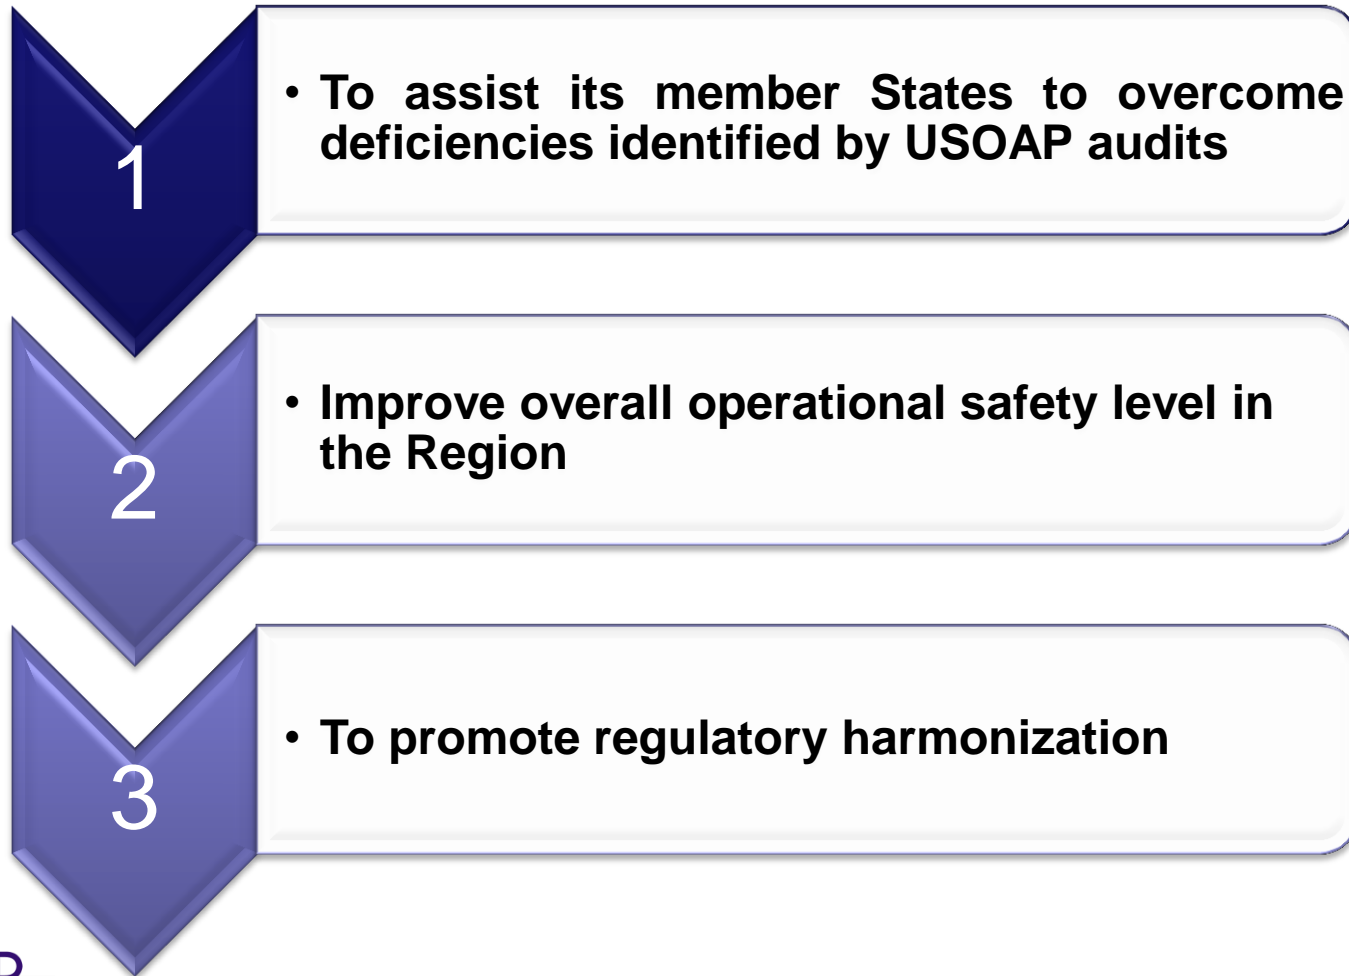 1
• To assist its member States to overcome
deficiencies identified by USOAP audits
2
• Improve overall operational safety level in
the Region
3
• To promote regulatory harmonization